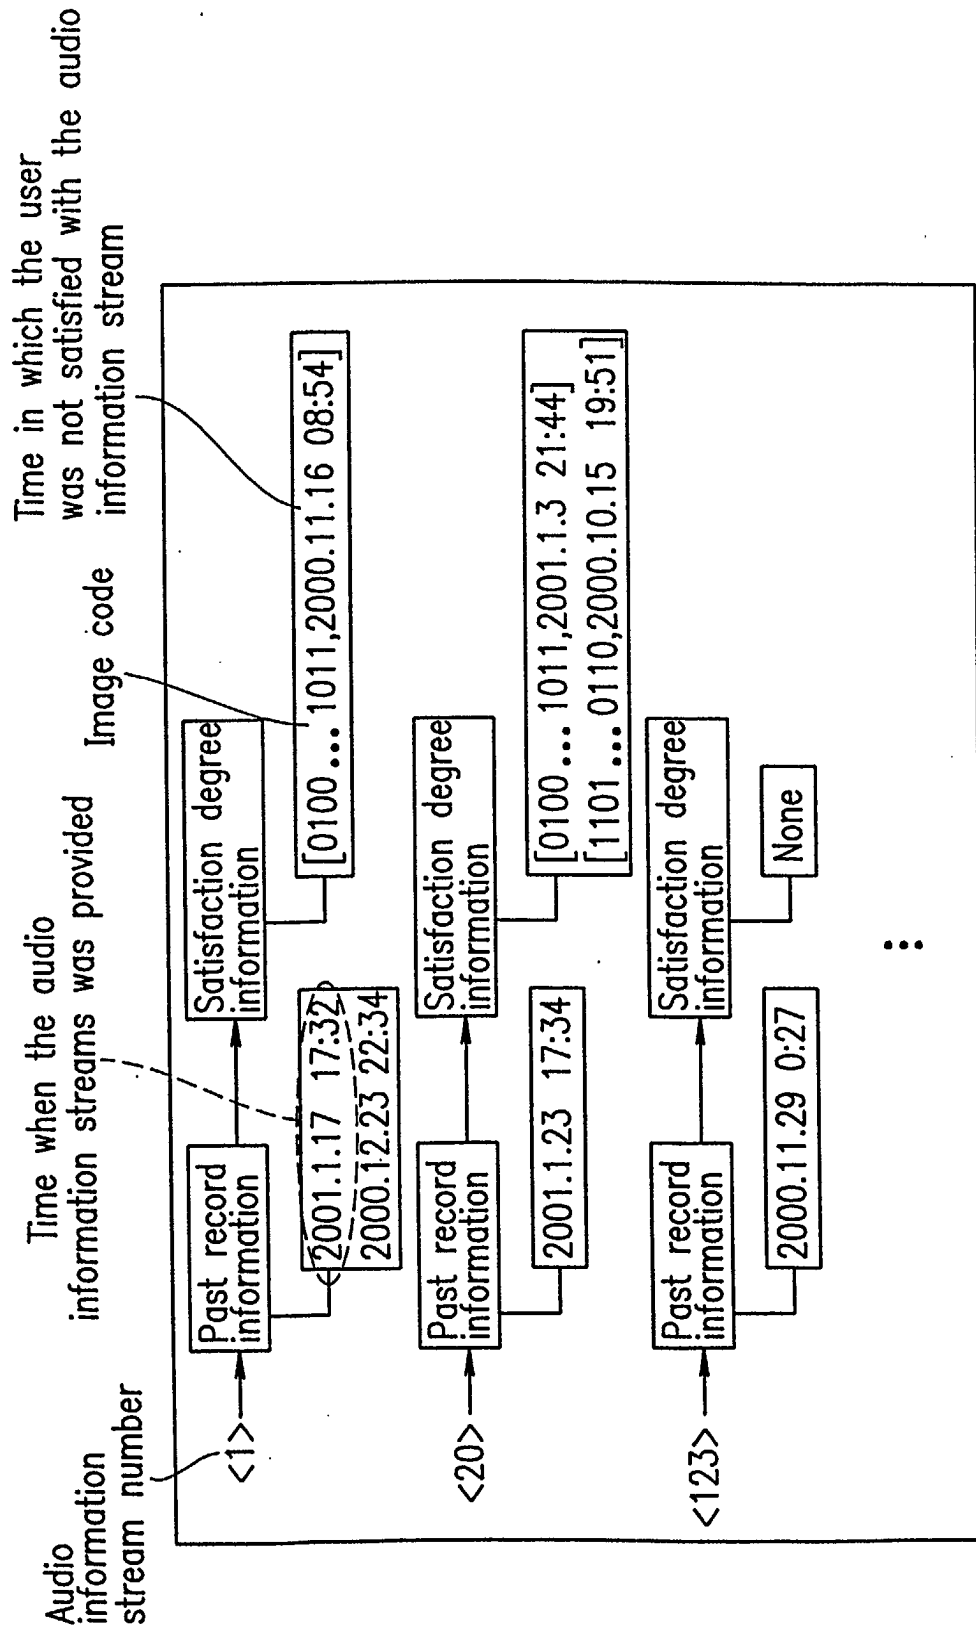 Audio
information
stream number
Time when the audio
information streams was provided
Image code
Time in which the user
was not satisfied with the audio
information stream
<1>
Past record
information
2001.1.17 17:32
2000.12.23 22:34
Satisfaction degree
information
[0100... 1011,2000.11.16 08:54]
<20>
Past record
information
2001.1.23 17:34
Satisfaction degree
information
[0100... 1011,2001.1.3 21:44]
[1101... 0110,2000.10.15 19:51]
<123>
Past record
information
2000.11.29 0:27
Satisfaction degree
information
None
...